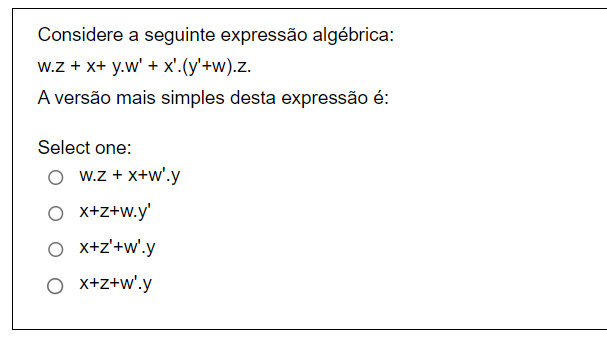 Considere a seguinte expressão algébrica:
w.z + x+ y.w' + x'.(y'+w).z.
A versão mais simples desta expressão é:
Select one:
w.z + x+w'.y
x+z+w.y'
x+z'+w'.y
x+z+w'.y